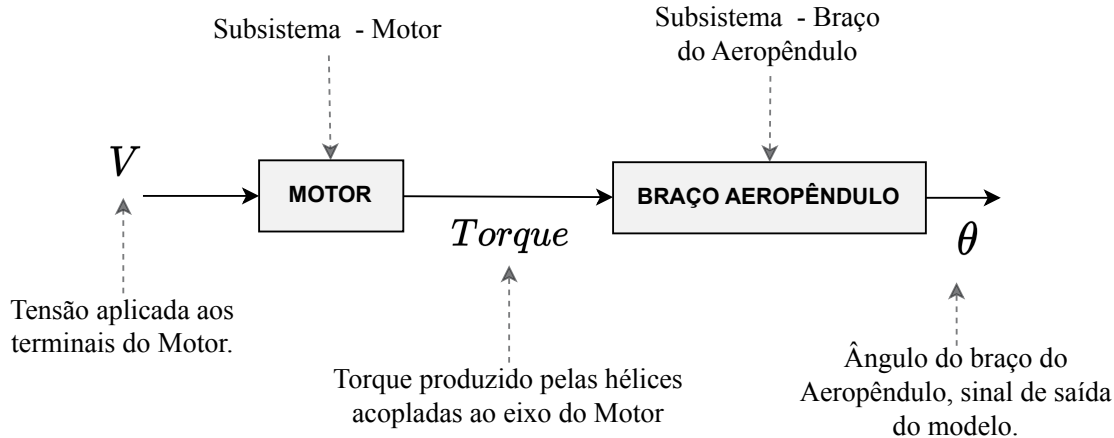 Subsistema - Motor
Subsistema - Braço
do Aeropêndulo
V
MOTOR
Torque
BRAÇO AEROPÊNDULO
θ
Tensão aplicada aos
terminais do Motor.
Torque produzido pelas hélices
acopladas ao eixo do Motor
Ângulo do braço do
Aeropêndulo, sinal de saída
do modelo.